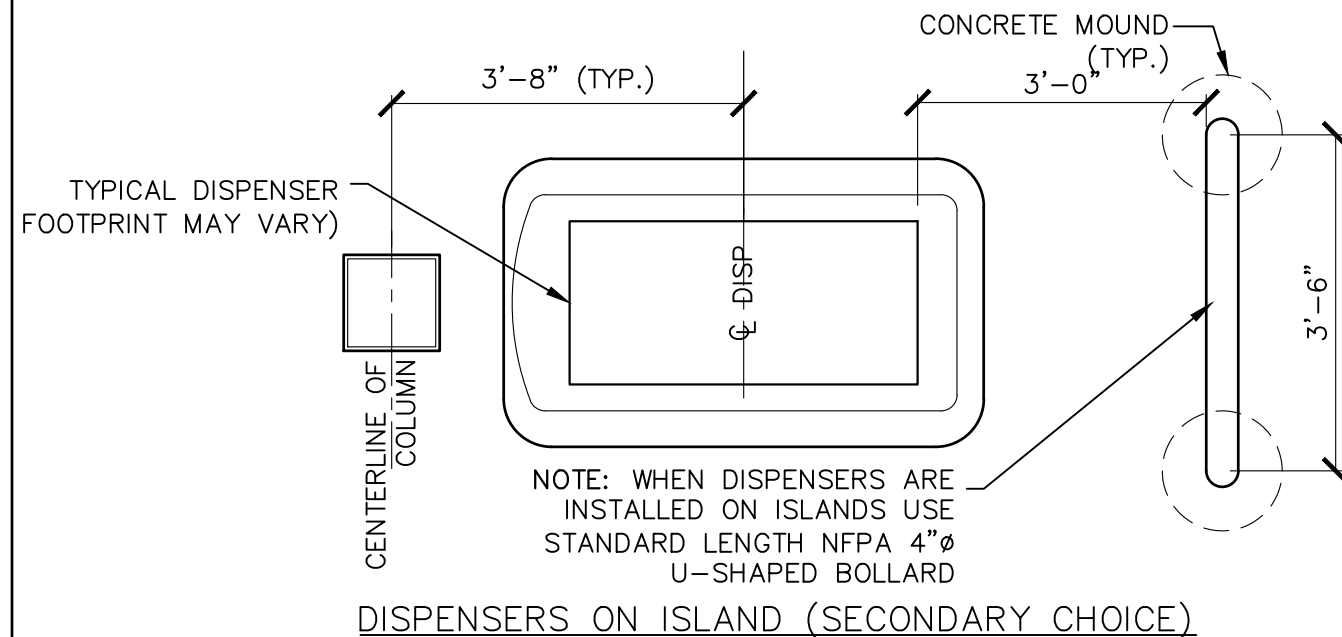 CONCRETE MOUND
(TYP.)
3'-8" (TYP.)
3'-0"
TYPICAL DISPENSER
FOOTPRINT MAY VARY)
℄ DISP
3'-6"
CENTERLINE OF
COLUMN
NOTE: WHEN DISPENSERS ARE
INSTALLED ON ISLANDS USE
STANDARD LENGTH NFPA 4"ø
U-SHAPED BOLLARD
DISPENSERS ON ISLAND (SECONDARY CHOICE)